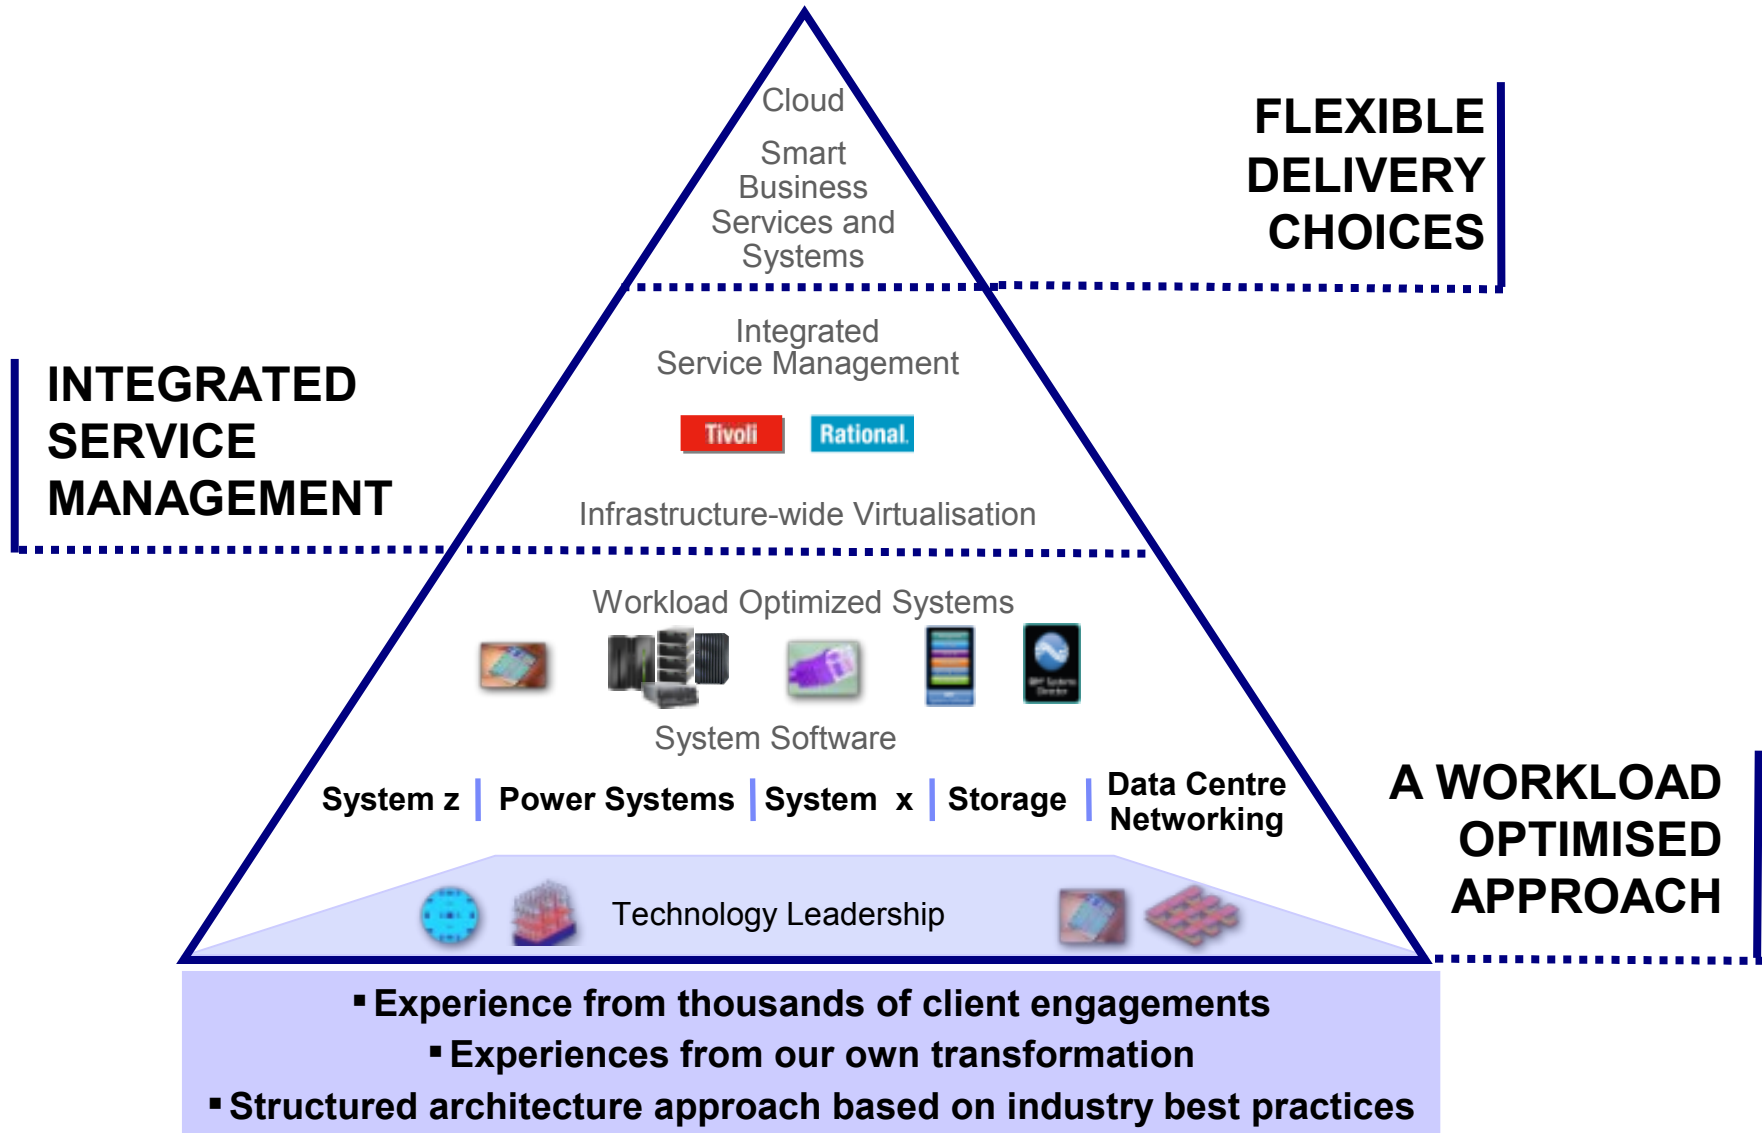 Cloud
Smart
Business
Services and
Systems
FLEXIBLE
DELIVERY
CHOICES
Integrated
Service Management
INTEGRATED
SERVICE
MANAGEMENT
Tivoli
Rational.
Infrastructure-wide Virtualisation
Workload Optimized Systems
System Software
System z | Power Systems | System x | Storage | Data Centre
Networking
A WORKLOAD
OPTIMISED
APPROACH
Technology Leadership
▪ Experience from thousands of client engagements
▪ Experiences from our own transformation
▪ Structured architecture approach based on industry best practices